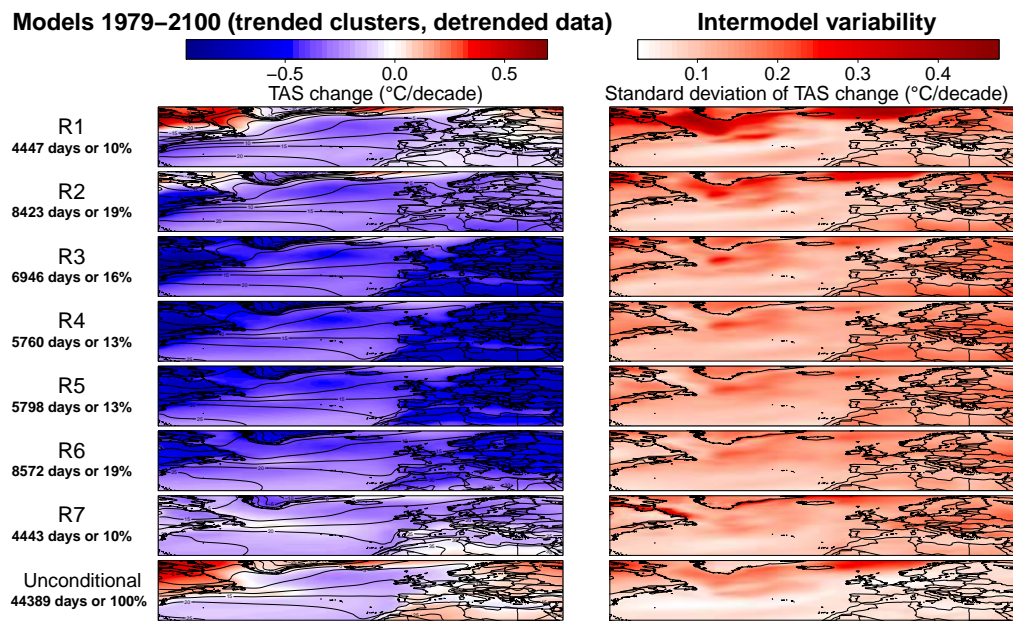 Models 1979−2100 (trended clusters, detrended data)
Intermodel variability
−0.5 0.0 0.5
0.1 0.2 0.3 0.4
TAS change (°C/decade)
Standard deviation of TAS change (°C/decade)
R1
4447 days or 10%
R2
8423 days or 19%
R3
6946 days or 16%
R4
5760 days or 13%
R5
5798 days or 13%
R6
8572 days or 19%
R7
4443 days or 10%
Unconditional
44389 days or 100%